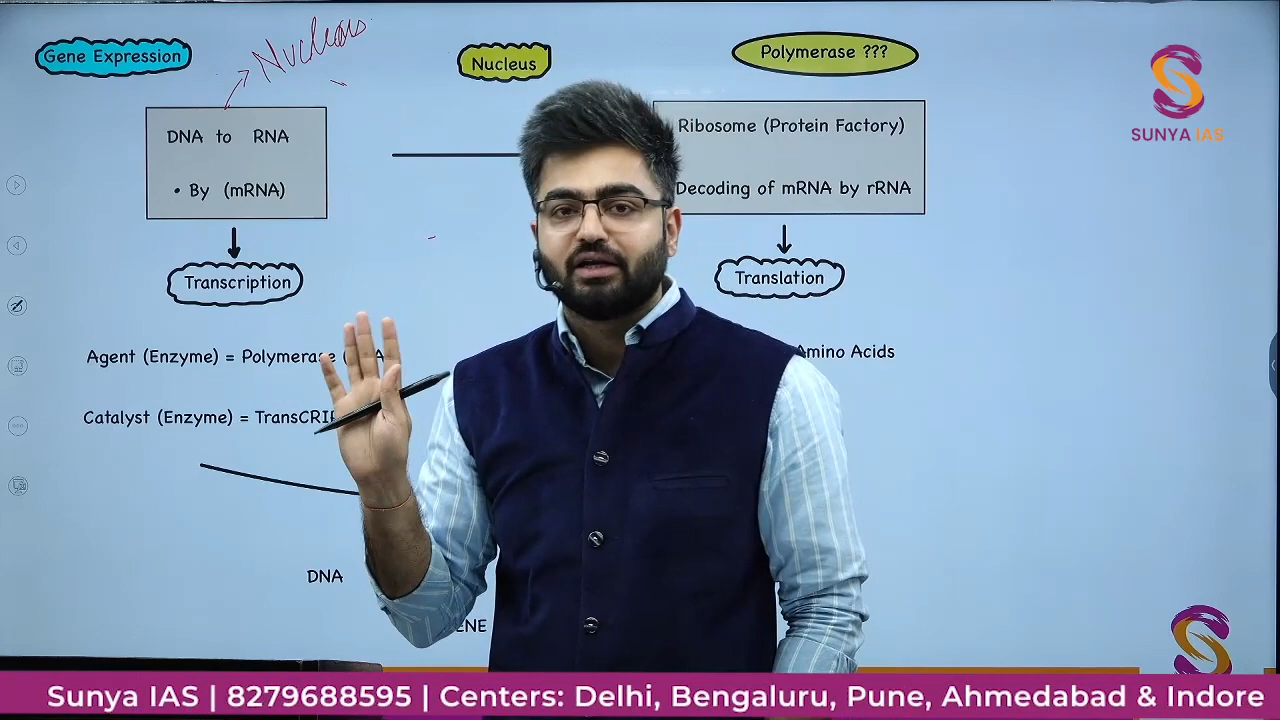 Gene Expression
Nucleus
Nucleus
Polymerase ???
SUNYA IAS
DNA to RNA
• By (mRNA)
Ribosome (Protein Factory)
Decoding of mRNA by rRNA
Transcription
Translation
Agent (Enzyme) = Polymerase
Amino Acids
Catalyst (Enzyme) =
DNA
Sunya IAS | 8279688595 | Centers: Delhi, Bengaluru, Pune, Ahmedabad & Indore